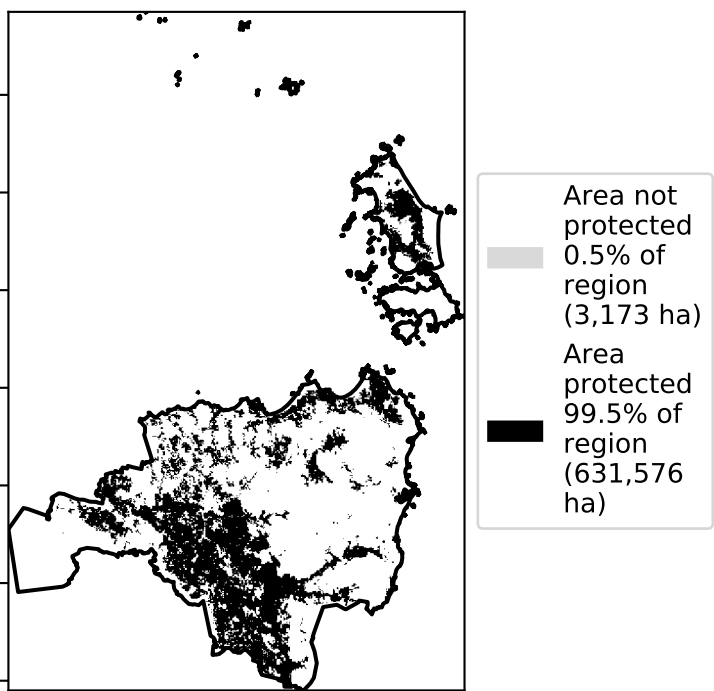 Area not
protected
0.5% of
region
(3,173 ha)
Area
protected
99.5% of
region
(631,576
ha)